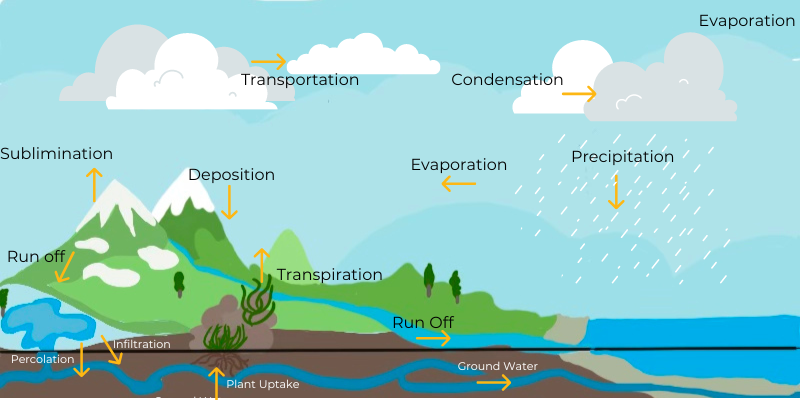 Evaporation
Transportation
Condensation
Sublimination
Deposition
Evaporation
Precipitation
Run off
Transpiration
Run Off
Infiltration
Percolation
Ground Water
Plant Uptake